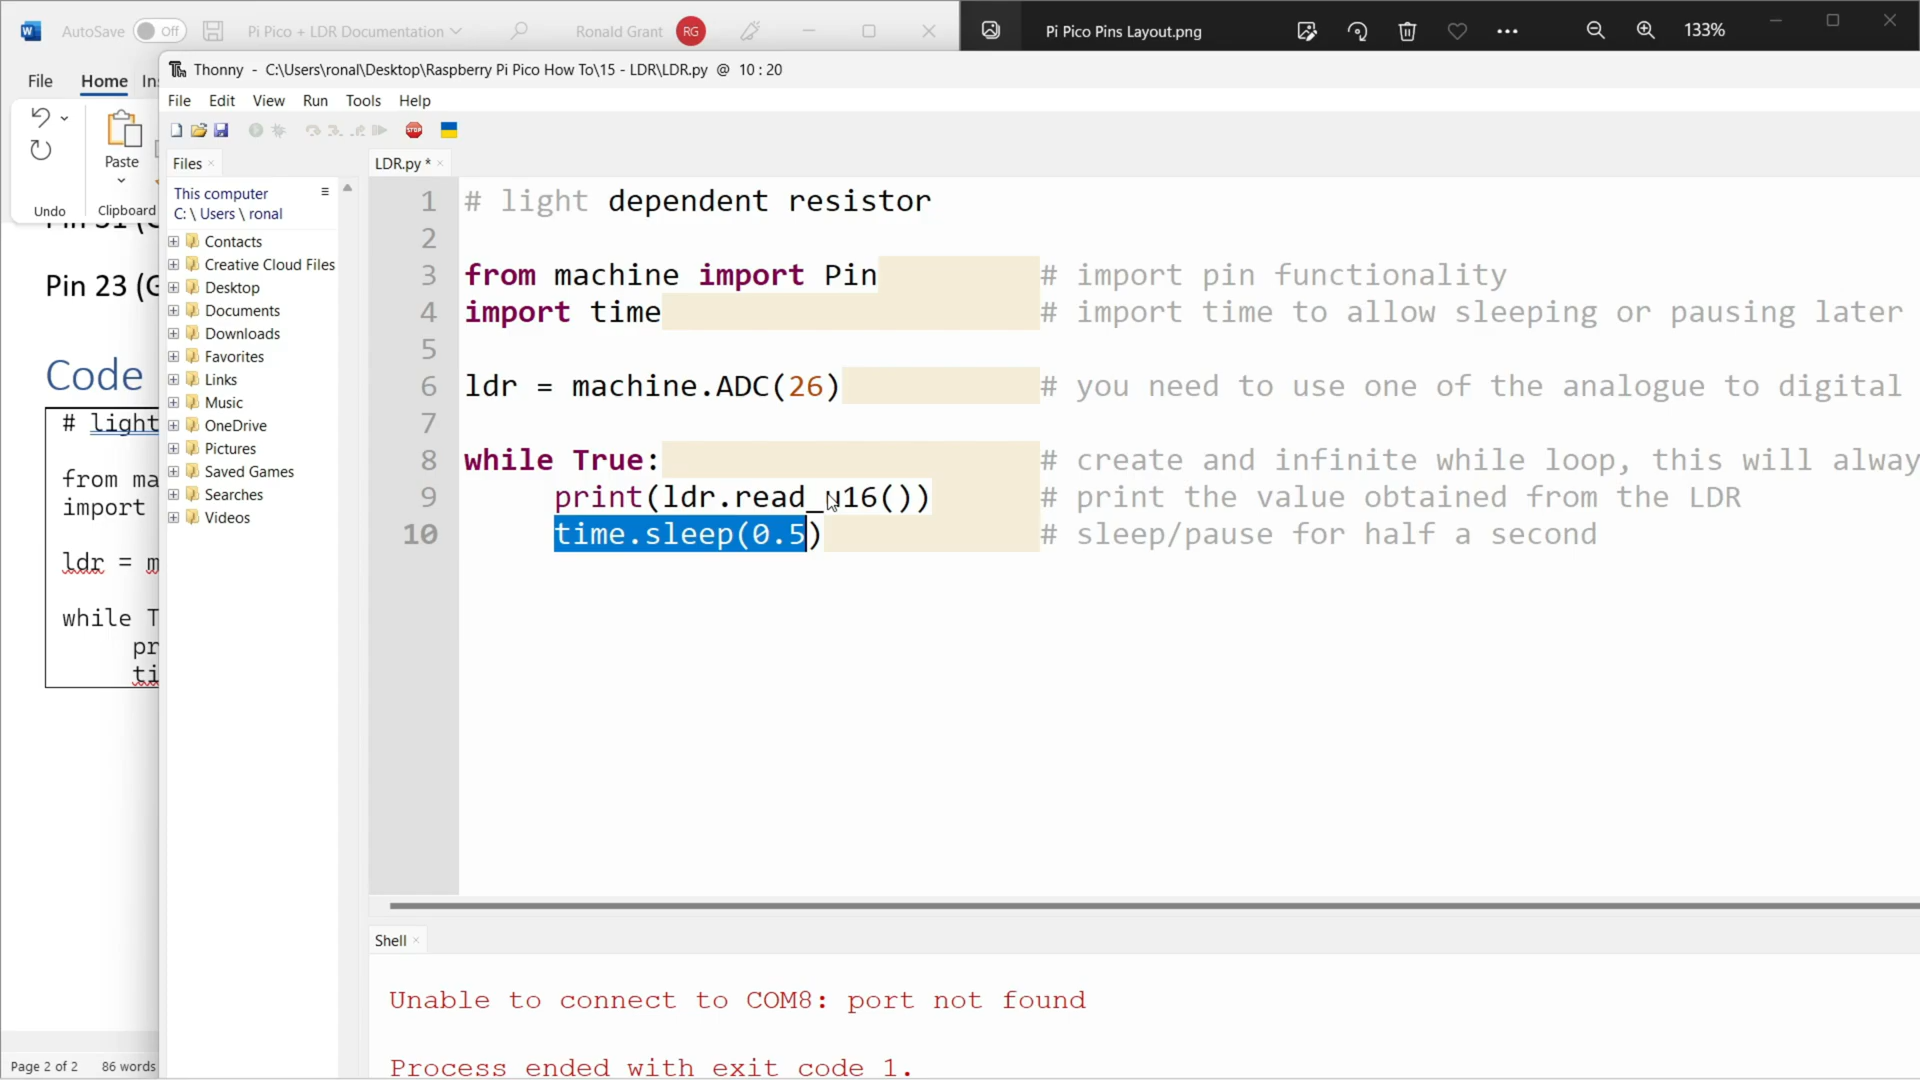 AutoSave Off Pi Pico + LDR Documentation Ronald Grant RG
Pi Pico Pins Layout.png 133%
File Home
Paste
Undo Clipboard
Pin 23 (
Code
# light
from ma
import
ldr = m
while T
pr
ti
Page 2 of 2 86 words
Thonny - C:\Users\ronal\Desktop\Raspberry Pi Pico How To\15 - LDR\LDR.py @ 10 : 20
File Edit View Run Tools Help
STOP
Files
This computer
C: \ Users \ ronal
Contacts
Creative Cloud Files
Desktop
Documents
Downloads
Favorites
Links
Music
OneDrive
Pictures
Saved Games
Searches
Videos
LDR.py *
1 # light dependent resistor
2
3 from machine import Pin # import pin functionality
4 import time # import time to allow sleeping or pausing later
5
6 ldr = machine.ADC(26) # you need to use one of the analogue to digital
7
8 while True: # create and infinite while loop, this will alway
9 print(ldr.read_u16()) # print the value obtained from the LDR
10 time.sleep(0.5) # sleep/pause for half a second
Shell
Unable to connect to COM8: port not found
Process ended with exit code 1.